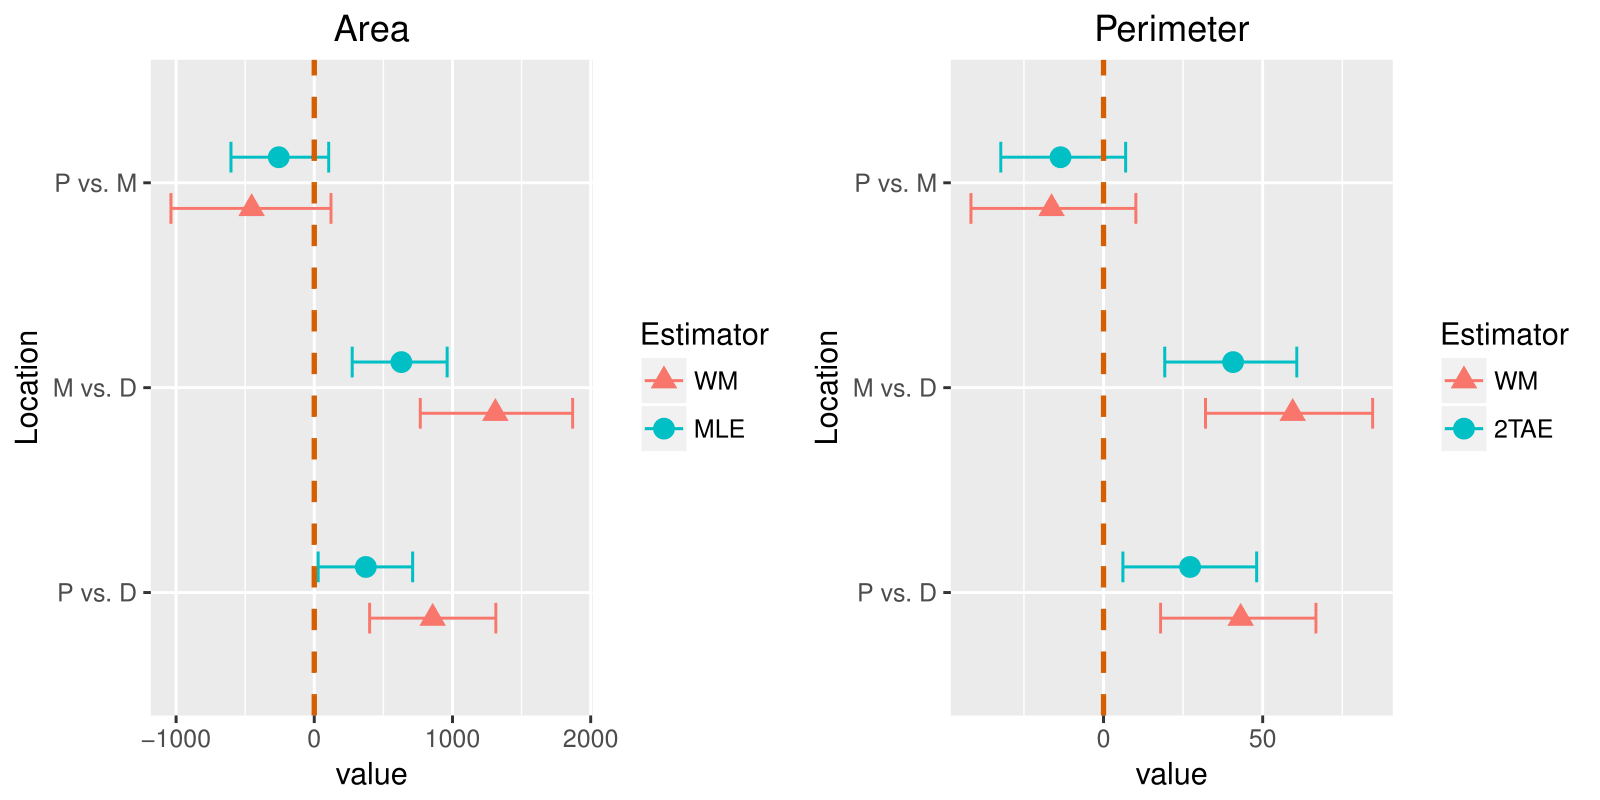 Area
Location
P vs. M
M vs. D
P vs. D
−1000 0 1000 2000
value
Estimator
WM
MLE
Perimeter
Location
P vs. M
M vs. D
P vs. D
0 50
value
Estimator
WM
2TAE